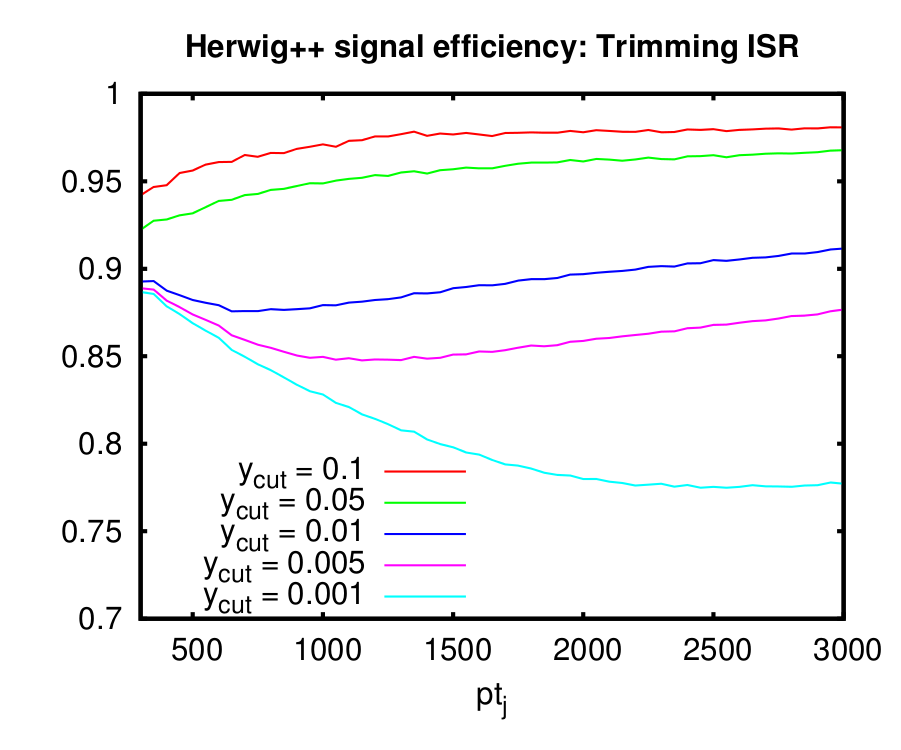 Herwig++ signal efficiency: Trimming ISR
1
0.95
0.9
0.85
0.8
0.75
0.7
y_cut = 0.1
y_cut = 0.05
y_cut = 0.01
y_cut = 0.005
y_cut = 0.001
500 1000 1500 2000 2500 3000
pt_j